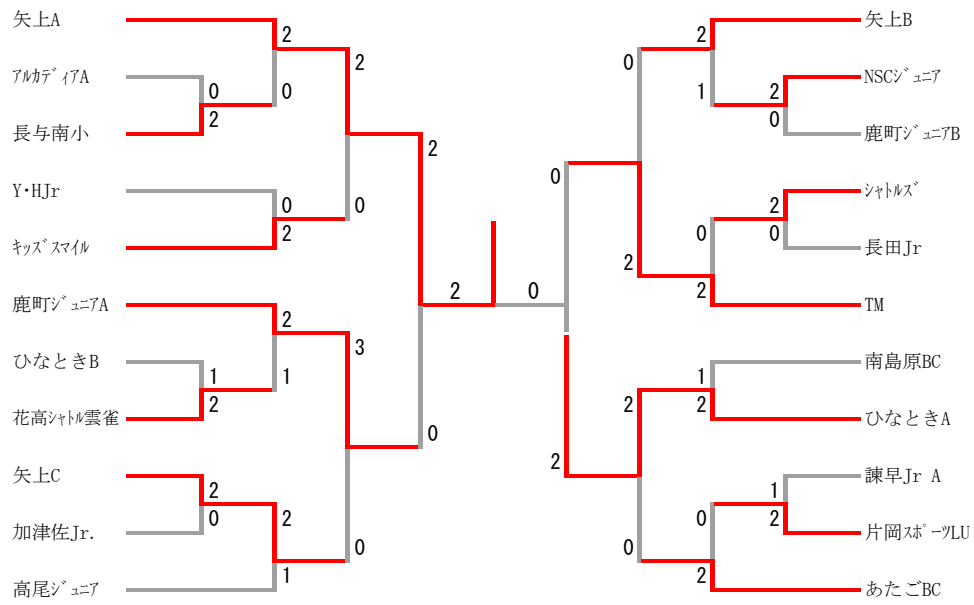 矢上A
2
ｱﾙｶﾃﾞｨｱA
0
0
長与南小
2
2
Y･HJr
0
ｷｯｽﾞｽﾏｲﾙ
2
0
2
鹿町ｼﾞｭﾆｱA
2
ひなときB
1
1
花高ｼｬﾄﾙ雲雀
2
3
矢上C
2
加津佐Jr.
0
2
高尾ｼﾞｭﾆｱ
1
0
0
2
0
矢上B
2
NSCｼﾞｭﾆｱ
2
1
鹿町ｼﾞｭﾆｱB
0
0
ｼｬﾄﾙｽﾞ
2
0
長田Jr
0
TM
2
2
0
南島原BC
1
ひなときA
2
2
諫早Jr A
1
0
片岡ｽﾎﾟｰﾂLU
2
あたごBC
2
0
2